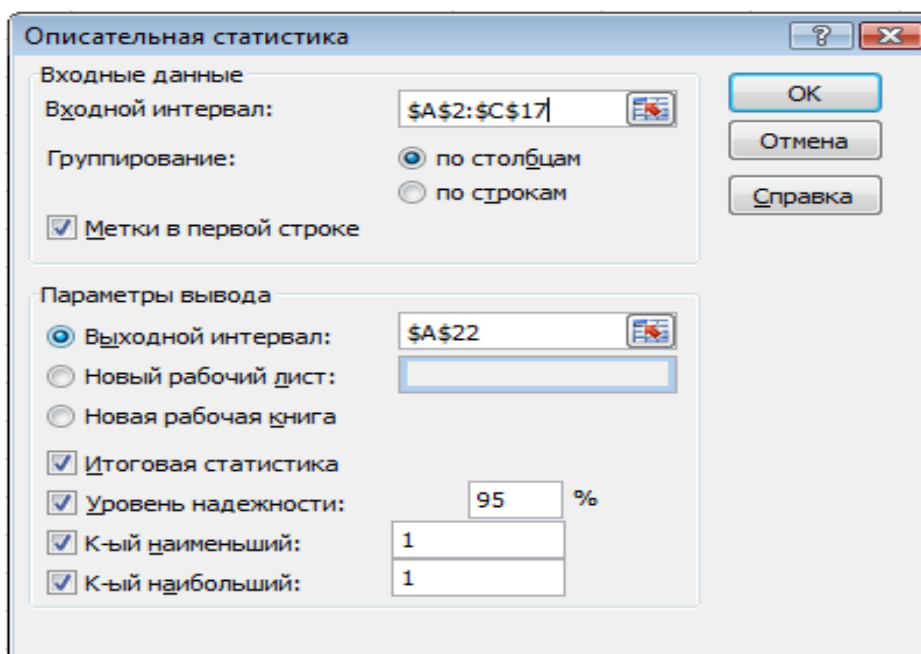 Описательная статистика
Входные данные
Входной интервал: $A$2:$C$17
Группирование: по столбцам
по строкам
Метки в первой строке
OK
Отмена
Справка
Параметры вывода
Выходной интервал: $A$22
Новый рабочий лист:
Новая рабочая книга
Итоговая статистика
Уровень надежности: 95 %
К-ый наименьший: 1
К-ый наибольший: 1